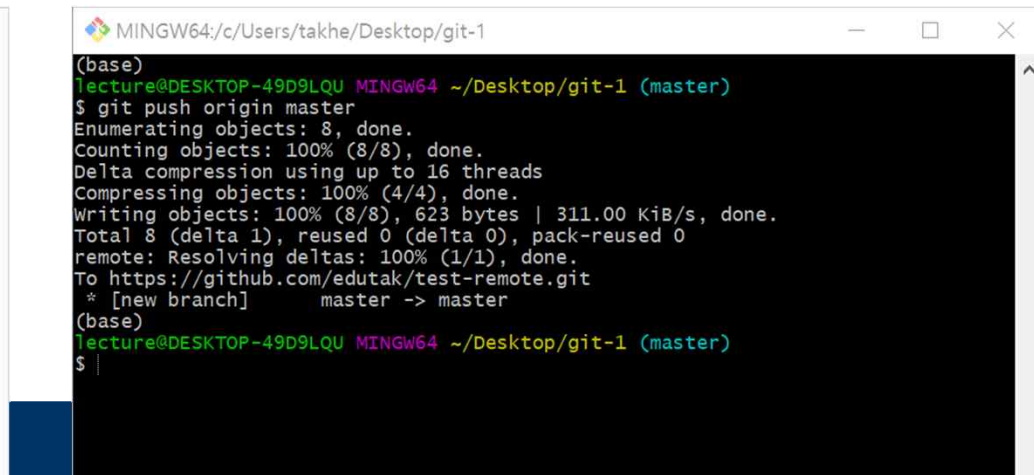 MINGW64:/c/Users/takhe/Desktop/git-1
(base)
lecture@DESKTOP-49D9LQU MINGW64 ~/Desktop/git-1 (master)
$ git push origin master
Enumerating objects: 8, done.
Counting objects: 100% (8/8), done.
Delta compression using up to 16 threads
Compressing objects: 100% (4/4), done.
Writing objects: 100% (8/8), 623 bytes | 311.00 KiB/s, done.
Total 8 (delta 1), reused 0 (delta 0), pack-reused 0
remote: Resolving deltas: 100% (1/1), done.
To https://github.com/edutak/test-remote.git
 * [new branch]      master -> master
(base)
lecture@DESKTOP-49D9LQU MINGW64 ~/Desktop/git-1 (master)
$